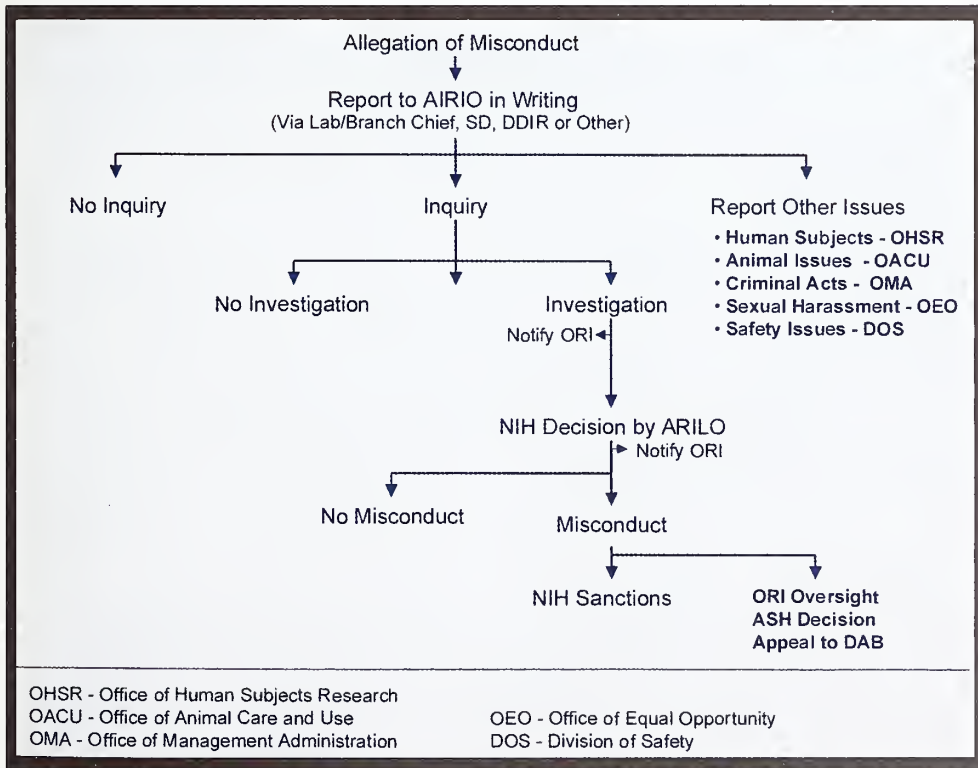 Allegation of Misconduct
Report to AIRIO in Writing
(Via Lab/Branch Chief, SD, DDIR or Other)
No Inquiry
Inquiry
Report Other Issues
• Human Subjects - OHSR
• Animal Issues - OACU
• Criminal Acts - OMA
• Sexual Harassment - OEO
• Safety Issues - DOS
No Investigation
Investigation
Notify ORI
NIH Decision by ARILO
Notify ORI
No Misconduct
Misconduct
NIH Sanctions
ORI Oversight
ASH Decision
Appeal to DAB
OHSR - Office of Human Subjects Research
OACU - Office of Animal Care and Use
OMA - Office of Management Administration
OEO - Office of Equal Opportunity
DOS - Division of Safety